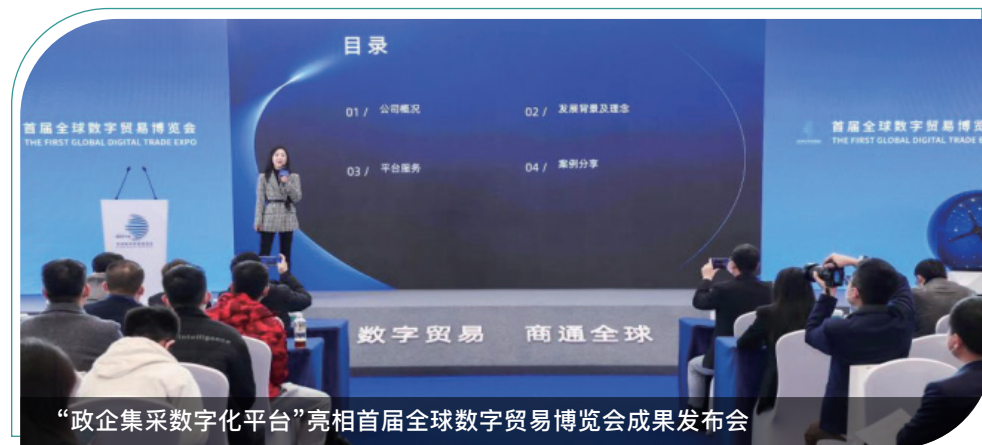 目录
01 / 公司概况
02 / 发展背景及理念
03 / 平台服务
04 / 案例分享
首届全球数字贸易博览会
THE FIRST GLOBAL DIGITAL TRADE EXPO
首届全球数字贸易博览
THE FIRST GLOBAL DIGITAL TRADE E
Intelligence
数字贸易 商通全球
“政企集采数字化平台”亮相首届全球数字贸易博览会成果发布会